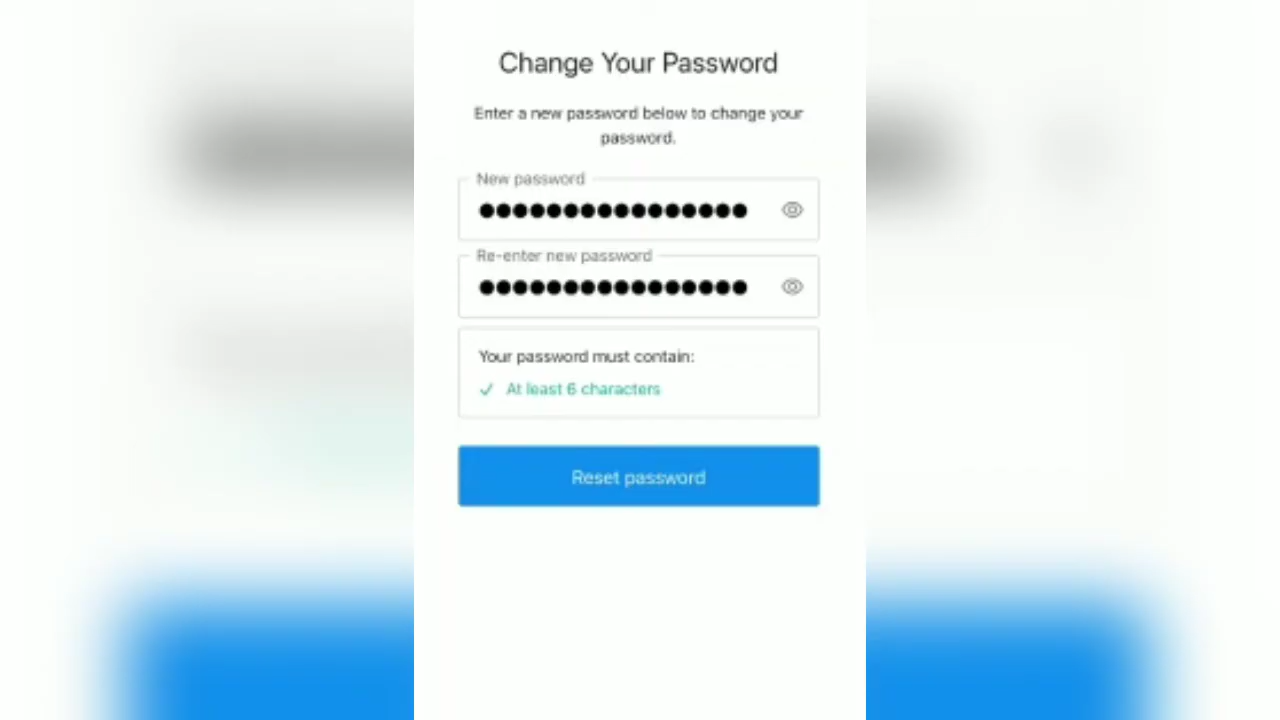 Change Your Password
Enter a new password below to change your
password.
New password
●●●●●●●●●●●●●●●●
Re-enter new password
●●●●●●●●●●●●●●●●
Your password must contain:
✓ At least 6 characters
Reset password